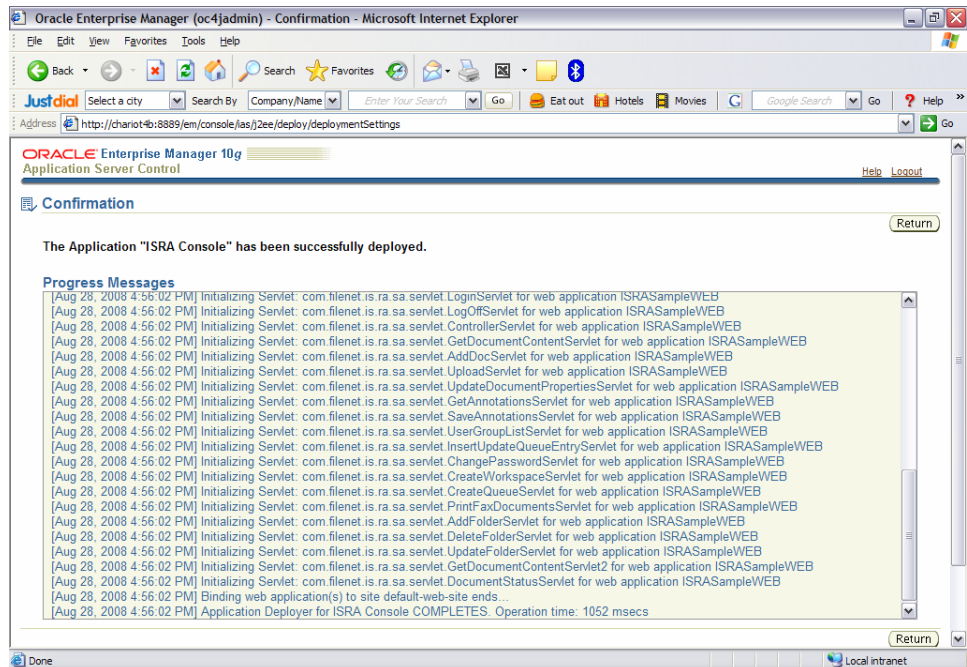 Oracle Enterprise Manager (oc4jadmin) - Confirmation - Microsoft Internet Explorer
File Edit View Favorites Tools Help
Back Search Favorites
Justdial Select a city Search By Company/Name Enter Your Search Go Eat out Hotels Movies G Google Search Go ? Help »
Address http://chariot4b:8889/em/console/ias/j2ee/deploy/deploymentSettings Go
ORACLE Enterprise Manager 10g
Application Server Control
Help Logout
Confirmation
Return
The Application "ISRA Console" has been successfully deployed.
Progress Messages
[Aug 28, 2008 4:56:02 PM] Initializing Servlet: com.filenet.is.ra.sa.servlet.LoginServlet for web application ISRASampleWEB
[Aug 28, 2008 4:56:02 PM] Initializing Servlet: com.filenet.is.ra.sa.servlet.LogOffServlet for web application ISRASampleWEB
[Aug 28, 2008 4:56:02 PM] Initializing Servlet: com.filenet.is.ra.sa.servlet.ControllerServlet for web application ISRASampleWEB
[Aug 28, 2008 4:56:02 PM] Initializing Servlet: com.filenet.is.ra.sa.servlet.GetDocumentContentServlet for web application ISRASampleWEB
[Aug 28, 2008 4:56:02 PM] Initializing Servlet: com.filenet.is.ra.sa.servlet.AddDocServlet for web application ISRASampleWEB
[Aug 28, 2008 4:56:02 PM] Initializing Servlet: com.filenet.is.ra.sa.servlet.UploadServlet for web application ISRASampleWEB
[Aug 28, 2008 4:56:02 PM] Initializing Servlet: com.filenet.is.ra.sa.servlet.UpdateDocumentPropertiesServlet for web application ISRASampleWEB
[Aug 28, 2008 4:56:02 PM] Initializing Servlet: com.filenet.is.ra.sa.servlet.GetAnnotationsServlet for web application ISRASampleWEB
[Aug 28, 2008 4:56:02 PM] Initializing Servlet: com.filenet.is.ra.sa.servlet.SaveAnnotationsServlet for web application ISRASampleWEB
[Aug 28, 2008 4:56:02 PM] Initializing Servlet: com.filenet.is.ra.sa.servlet.UserGroupListServlet for web application ISRASampleWEB
[Aug 28, 2008 4:56:02 PM] Initializing Servlet: com.filenet.is.ra.sa.servlet.InsertUpdateQueueEntryServlet for web application ISRASampleWEB
[Aug 28, 2008 4:56:02 PM] Initializing Servlet: com.filenet.is.ra.sa.servlet.ChangePasswordServlet for web application ISRASampleWEB
[Aug 28, 2008 4:56:02 PM] Initializing Servlet: com.filenet.is.ra.sa.servlet.CreateWorkspaceServlet for web application ISRASampleWEB
[Aug 28, 2008 4:56:02 PM] Initializing Servlet: com.filenet.is.ra.sa.servlet.CreateQueueServlet for web application ISRASampleWEB
[Aug 28, 2008 4:56:02 PM] Initializing Servlet: com.filenet.is.ra.sa.servlet.PrintFaxDocumentsServlet for web application ISRASampleWEB
[Aug 28, 2008 4:56:02 PM] Initializing Servlet: com.filenet.is.ra.sa.servlet.AddFolderServlet for web application ISRASampleWEB
[Aug 28, 2008 4:56:02 PM] Initializing Servlet: com.filenet.is.ra.sa.servlet.DeleteFolderServlet for web application ISRASampleWEB
[Aug 28, 2008 4:56:02 PM] Initializing Servlet: com.filenet.is.ra.sa.servlet.UpdateFolderServlet for web application ISRASampleWEB
[Aug 28, 2008 4:56:02 PM] Initializing Servlet: com.filenet.is.ra.sa.servlet.GetDocumentContentServlet2 for web application ISRASampleWEB
[Aug 28, 2008 4:56:02 PM] Initializing Servlet: com.filenet.is.ra.sa.servlet.DocumentStatusServlet for web application ISRASampleWEB
[Aug 28, 2008 4:56:02 PM] Binding web application(s) to site default-web-site ends...
[Aug 28, 2008 4:56:02 PM] Application Deployer for ISRA Console COMPLETES. Operation time: 1052 msecs
Return
Done Local intranet